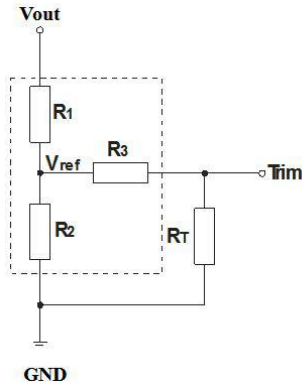 Vout
R1
Vref
R3
Trim
R2
RT
GND